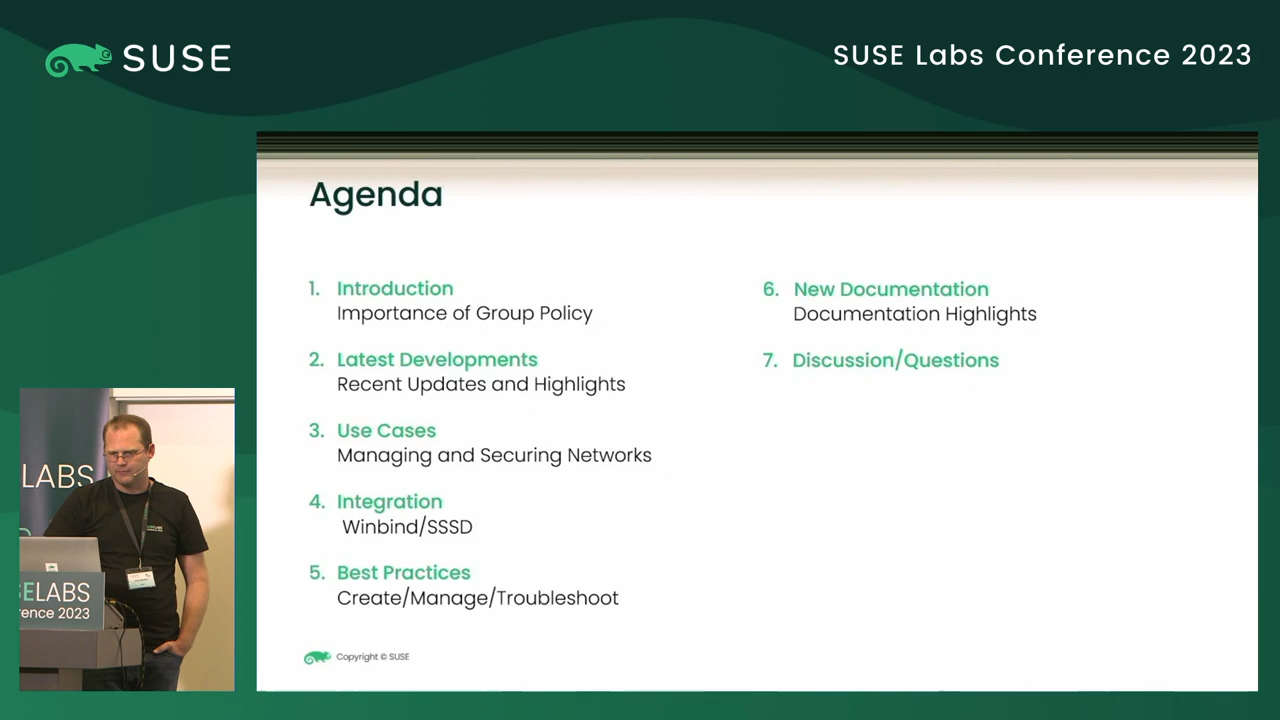 SUSE
SUSE Labs Conference 2023
Agenda
1. Introduction
Importance of Group Policy
2. Latest Developments
Recent Updates and Highlights
3. Use Cases
Managing and Securing Networks
4. Integration
Winbind/SSSD
5. Best Practices
Create/Manage/Troubleshoot
6. New Documentation
Documentation Highlights
7. Discussion/Questions
Copyright © SUSE
LABS
SELABS
rence 2023